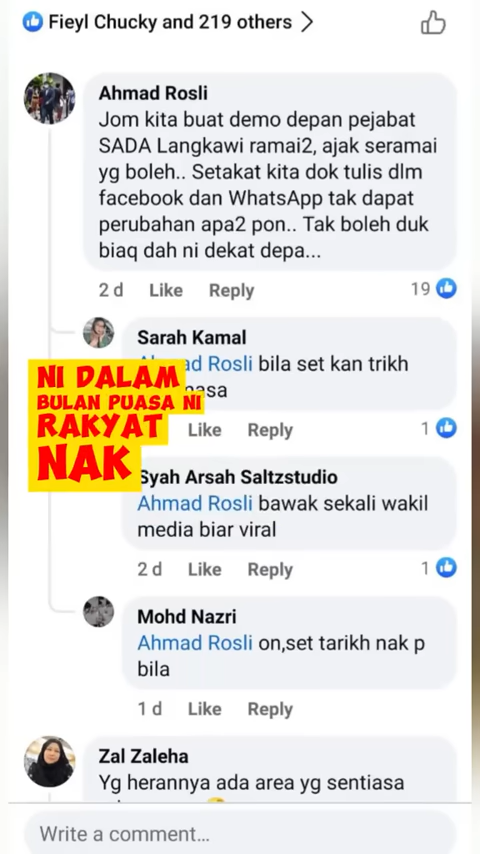 Fieyl Chucky and 219 others
Ahmad Rosli
Jom kita buat demo depan pejabat
SADA Langkawi ramai2, ajak seramai
yg boleh.. Setakat kita dok tulis dlm
facebook dan WhatsApp tak dapat
perubahan apa2 pon.. Tak boleh duk
biaq dah ni dekat depa...
2 d Like Reply 19
Sarah Kamal
Rosli bila set kan trikh
NI DALAM
BULAN PUASA NI
RAKYAT
NAK
Like Reply 1
Syah Arsah Saltzstudio
Ahmad Rosli bawak sekali wakil
media biar viral
2 d Like Reply 1
Mohd Nazri
Ahmad Rosli on,set tarikh nak p
bila
1 d Like Reply
Zal Zaleha
Yg herannya ada area yg sentiasa
Write a comment...